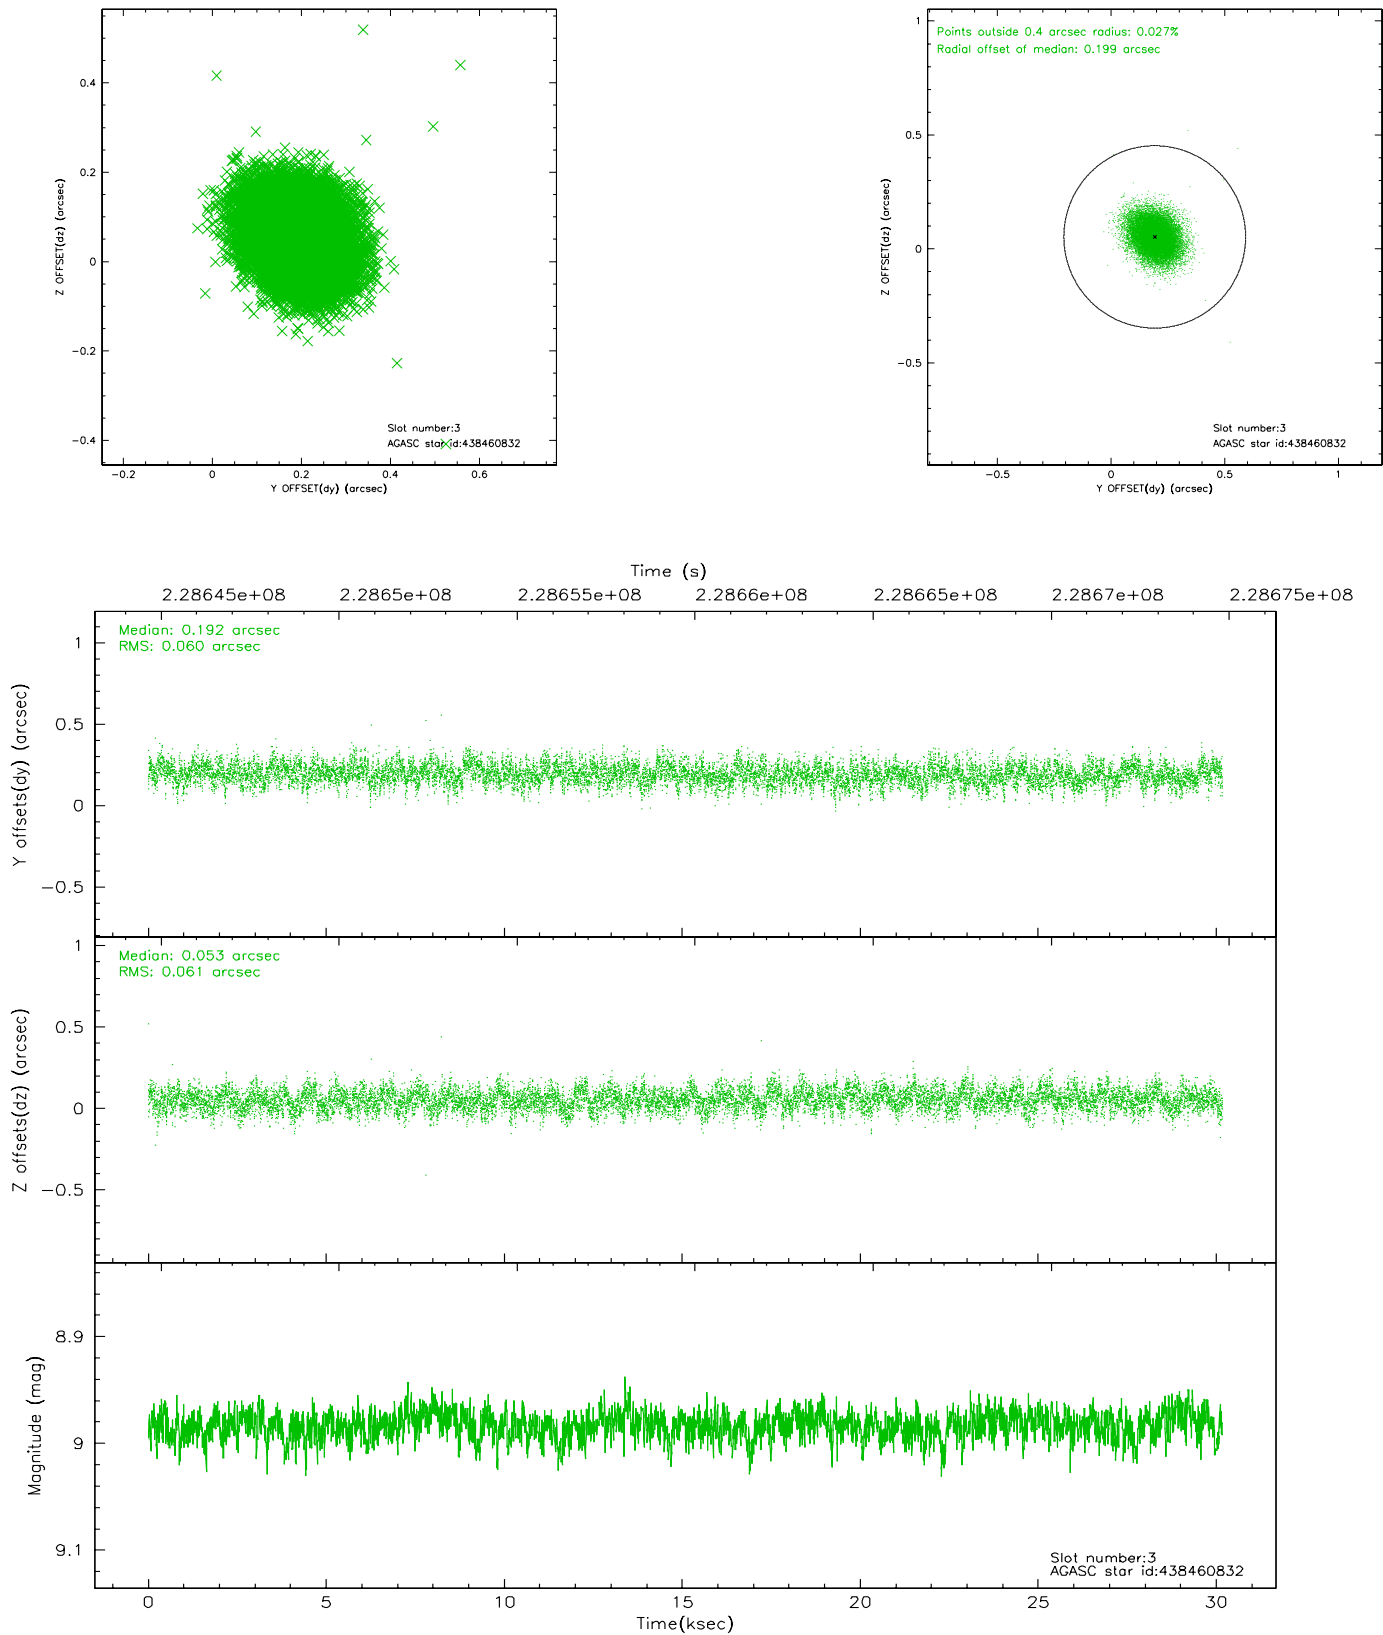 0.4
0.2
0
−0.2
−0.4
Z OFFSET(dz) (arcsec)
Slot number:3
AGASC star id:438460832
−0.2
0
0.2
0.4
0.6
Y OFFSET(dy) (arcsec)
Points outside 0.4 arcsec radius: 0.027%
Radial offset of median: 0.199 arcsec
1
0.5
0
−0.5
Z OFFSET(dz) (arcsec)
Slot number:3
AGASC star id:438460832
−0.5
0
0.5
1
Y OFFSET(dy) (arcsec)
Time (s)
2.28645e+08
2.2865e+08
2.28655e+08
2.2866e+08
2.28665e+08
2.2867e+08
2.28675e+08
Median: 0.192 arcsec
RMS: 0.060 arcsec
1
0.5
0
−0.5
Y offsets(dy) (arcsec)
Median: 0.053 arcsec
RMS: 0.061 arcsec
1
0.5
0
−0.5
Z offsets(dz) (arcsec)
8.9
9
9.1
Magnitude (mag)
Slot number:3
AGASC star id:438460832
0
5
10
15
20
25
30
Time(ksec)